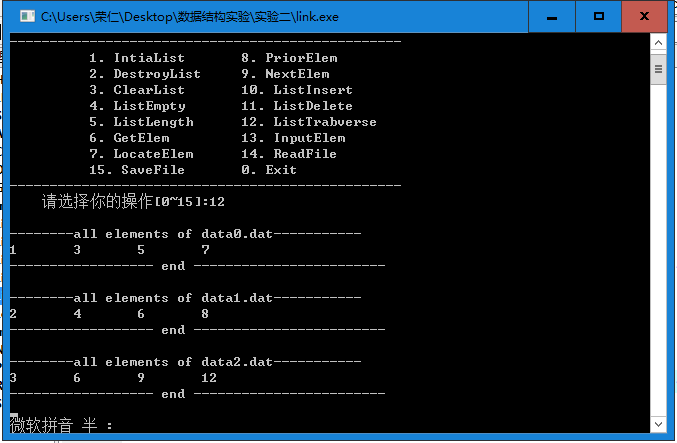 C:\Users\荣仁\Desktop\数据结构实验\实验二\link.exe
1. IntiaList 8. PriorElem
2. DestroyList 9. NextElem
3. ClearList 10. ListInsert
4. ListEmpty 11. ListDelete
5. ListLength 12. ListTrabverse
6. GetElem 13. InputElem
7. LocateElem 14. ReadFile
15. SaveFile 0. Exit
请选择你的操作[0~15]:12
--------all elements of data0.dat-----------
1 3 5 7
------------------ end ------------------------
--------all elements of data1.dat-----------
2 4 6 8
------------------ end ------------------------
--------all elements of data2.dat-----------
3 6 9 12
------------------ end ------------------------
微软拼音 半 :